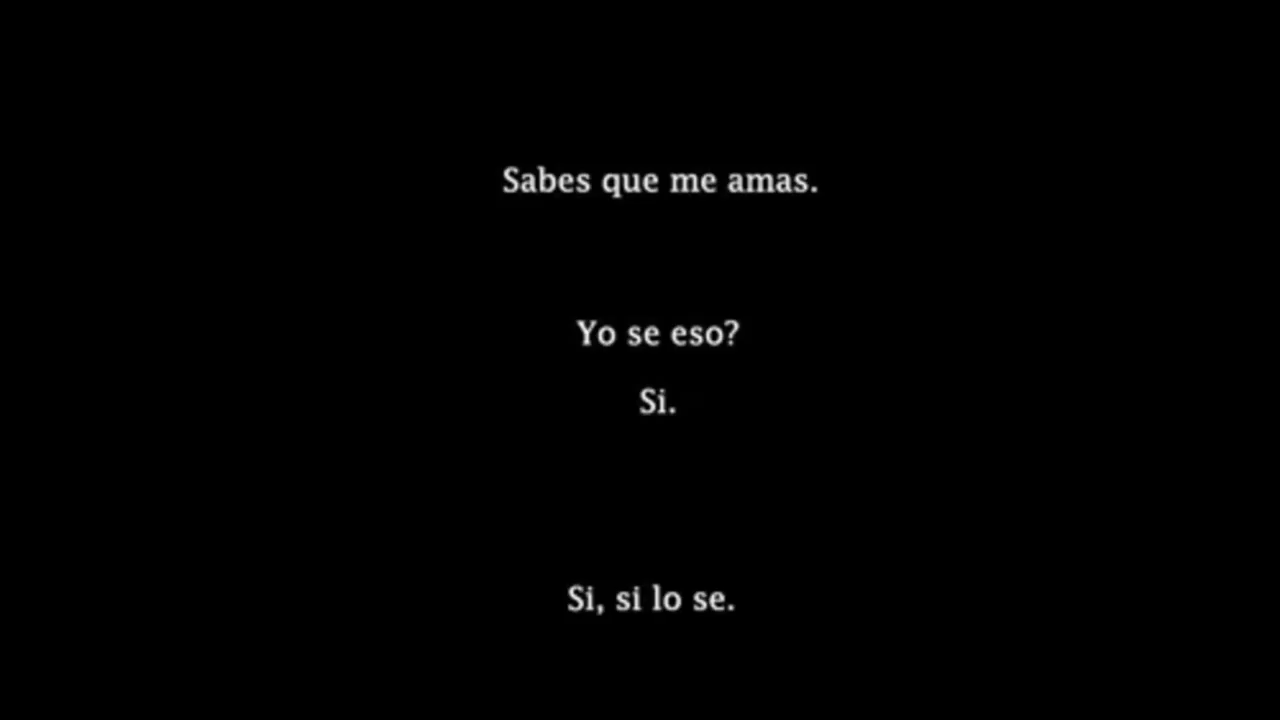 Sabes que me amas.
Yo se eso?
Si.
Si, si lo se.